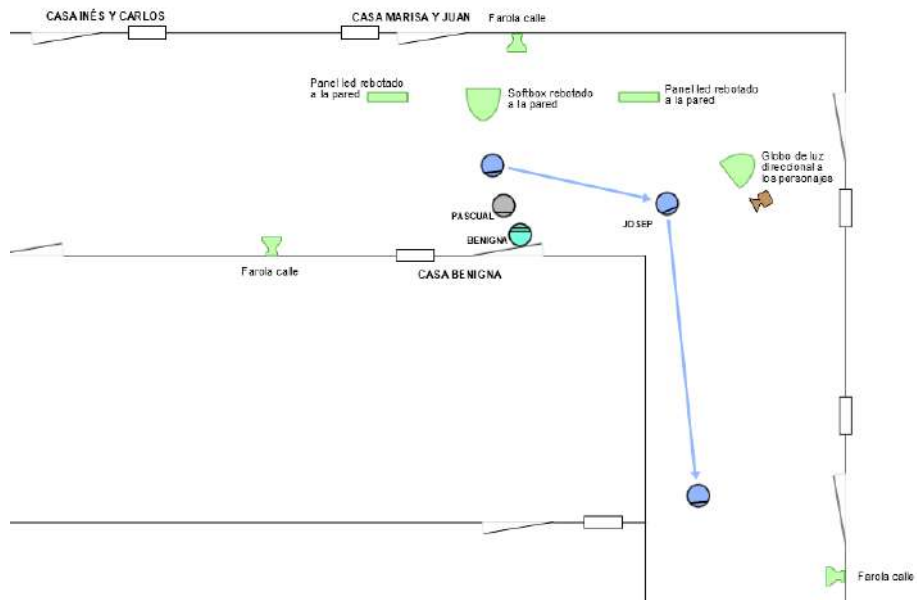 CASA INÉS Y CARLOS
CASA MARISA Y JUAN
Farola calle
Panel led rebotado
a la pared
Softbox rebotado
a la pared
Panel led rebotado
a la pared
Globo de luz
direccional a
los personajes
PASCUAL
JOSEP
BENIGNA
Farola calle
CASA BENIGNA
Farola calle